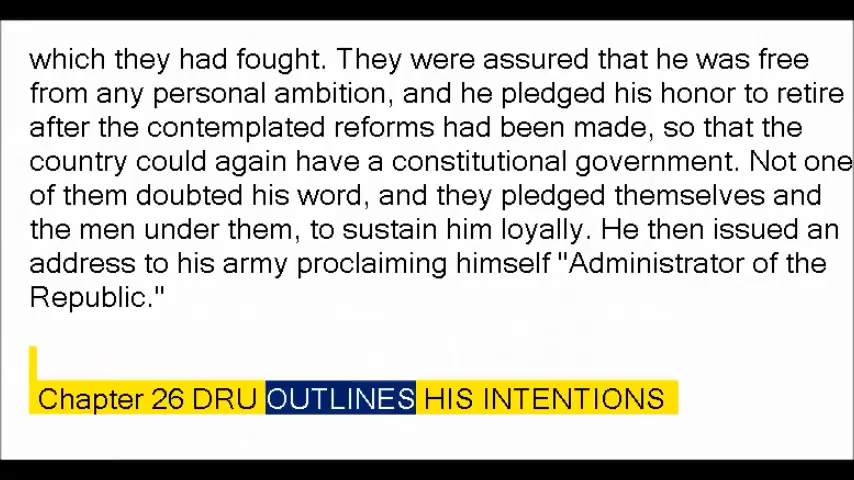 which they had fought. They were assured that he was free
from any personal ambition, and he pledged his honor to retire
after the contemplated reforms had been made, so that the
country could again have a constitutional government. Not one
of them doubted his word, and they pledged themselves and
the men under them, to sustain him loyally. He then issued an
address to his army proclaiming himself "Administrator of the
Republic."
Chapter 26 DRU OUTLINES HIS INTENTIONS